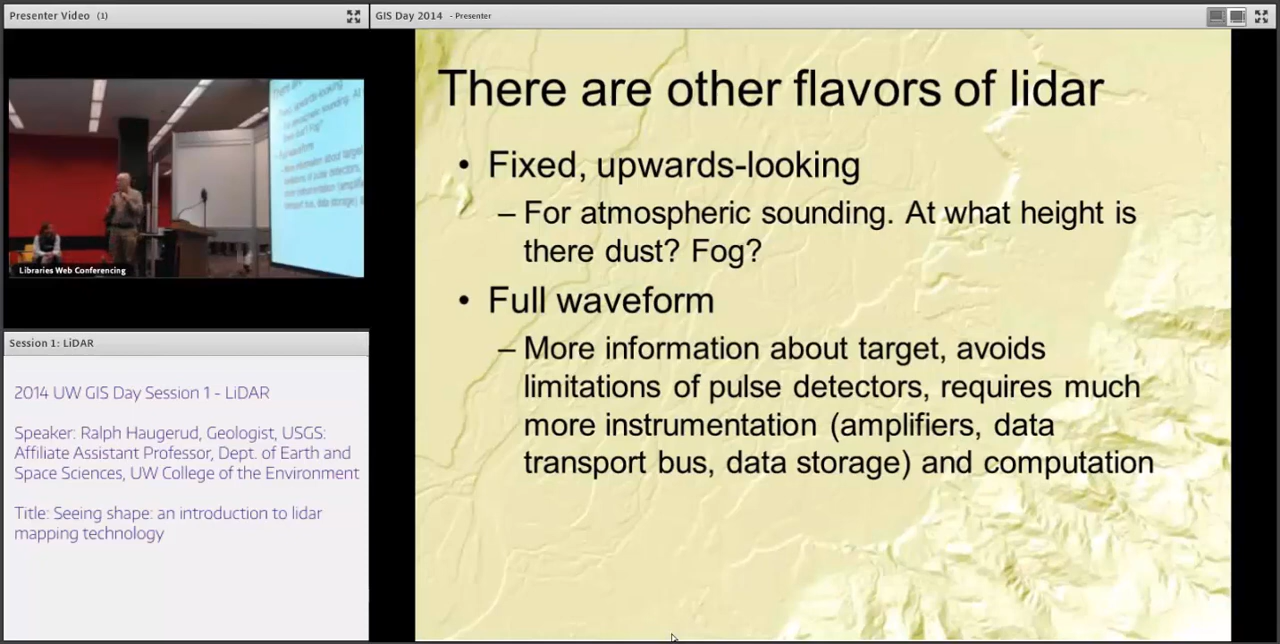 Presenter Video (1)
GIS Day 2014 - Presenter
Libraries Web Conferencing
Session 1: LiDAR
2014 UW GIS Day Session 1 - LiDAR
Speaker: Ralph Haugerud, Geologist, USGS:
Affiliate Assistant Professor, Dept. of Earth and
Space Sciences, UW College of the Environment
Title: Seeing shape: an introduction to lidar
mapping technology
There are other flavors of lidar
• Fixed, upwards-looking
– For atmospheric sounding. At what height is
there dust? Fog?
• Full waveform
– More information about target, avoids
limitations of pulse detectors, requires much
more instrumentation (amplifiers, data
transport bus, data storage) and computation